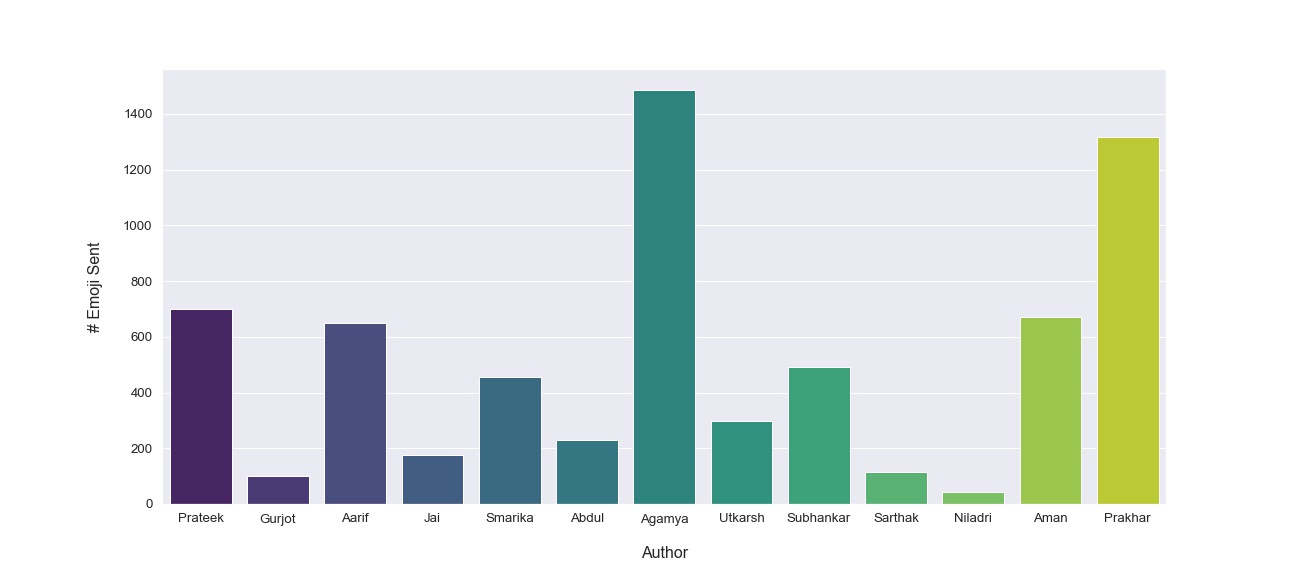 1400
1200
1000
800
600
400
200
0
# Emoji Sent
Prateek Gurjot Aarif Jai Smarika Abdul Agamya Utkarsh Subhankar Sarthak Niladri Aman Prakhar
Author